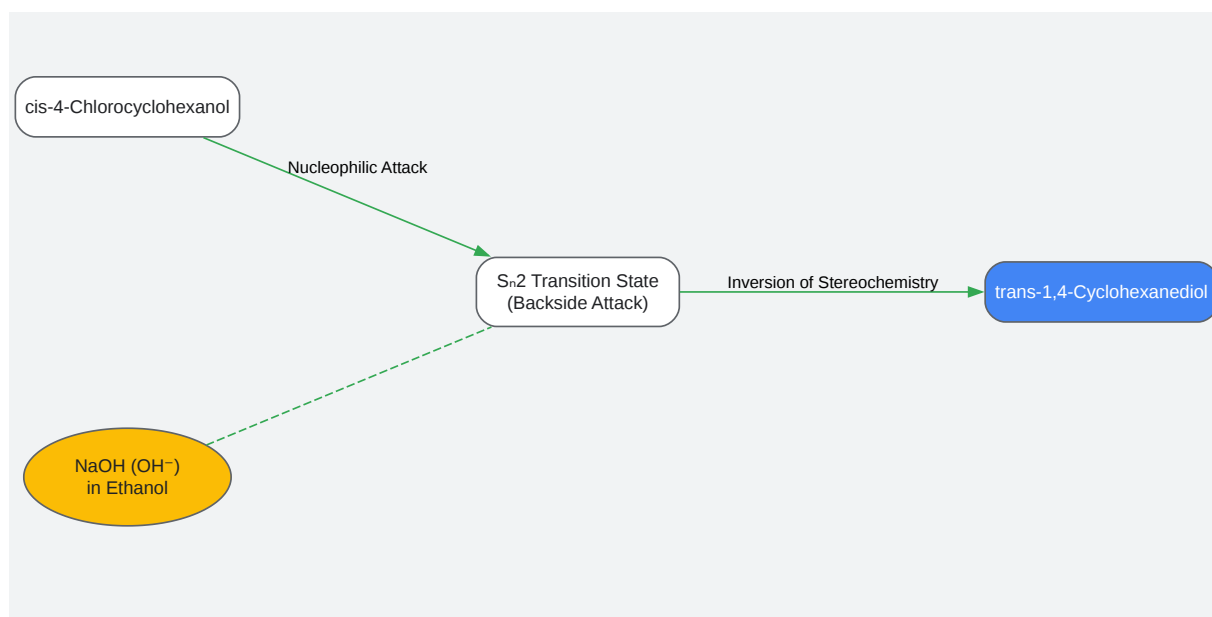 cis-4-Chlorocyclohexanol
Nucleophilic Attack
Sₙ2 Transition State
(Backside Attack)
Inversion of Stereochemistry
trans-1,4-Cyclohexanediol
NaOH (OH⁻)
in Ethanol